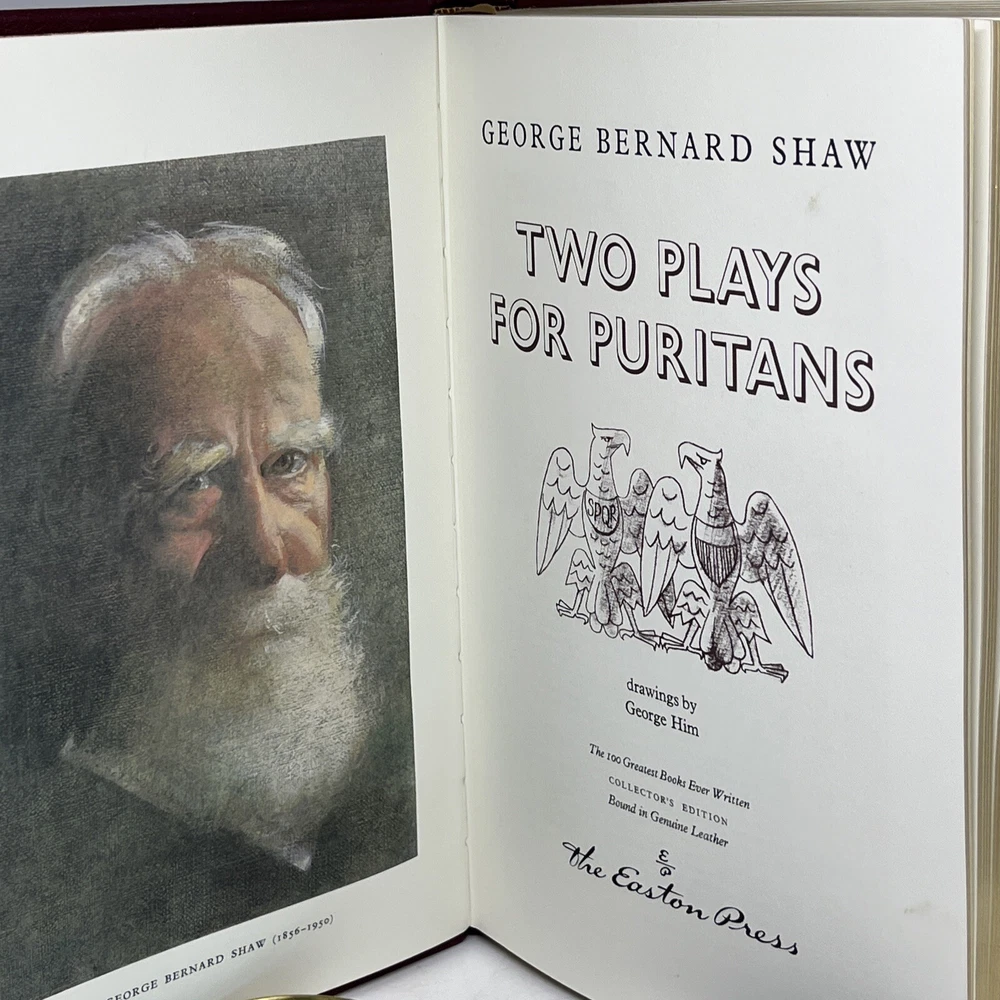 GEORGE BERNARD SHAW (1856–1950)
GEORGE BERNARD SHAW
TWO PLAYS
FOR PURITANS
SPQR
drawings by
George Him
The 100 Greatest Books Ever Written
COLLECTOR'S EDITION
Bound in Genuine Leather
E
P
the Easton Press